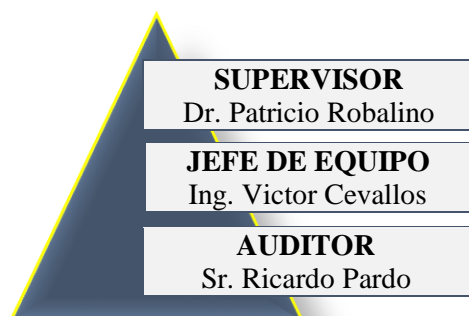 SUPERVISOR
Dr. Patricio Robalino
JEFE DE EQUIPO
Ing. Victor Cevallos
AUDITOR
Sr. Ricardo Pardo